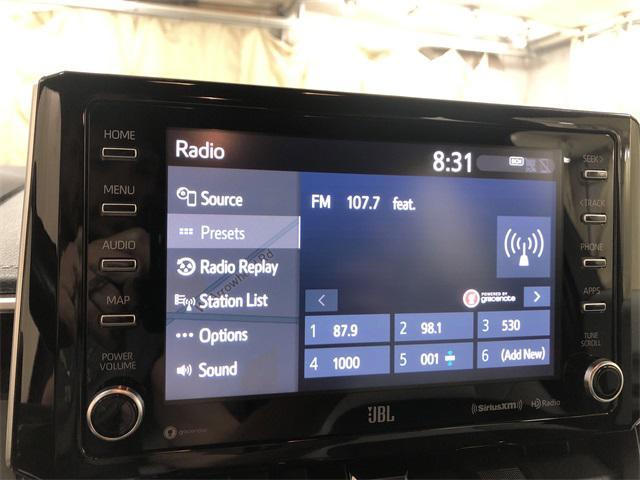 HOME
MENU
AUDIO
MAP
POWER
VOLUME
Radio
8:31
DCM
Source
Presets
Radio Replay
Station List
Options
Sound
FM 107.7 feat.
POWERED BY
gracenote
1 87.9
2 98.1
3 530
4 1000
5 001
6 (Add New)
SEEK >
< TRACK
PHONE
APPS
TUNE
SCROLL
gracenote
JBL
((SiriusXM))
HD Radio